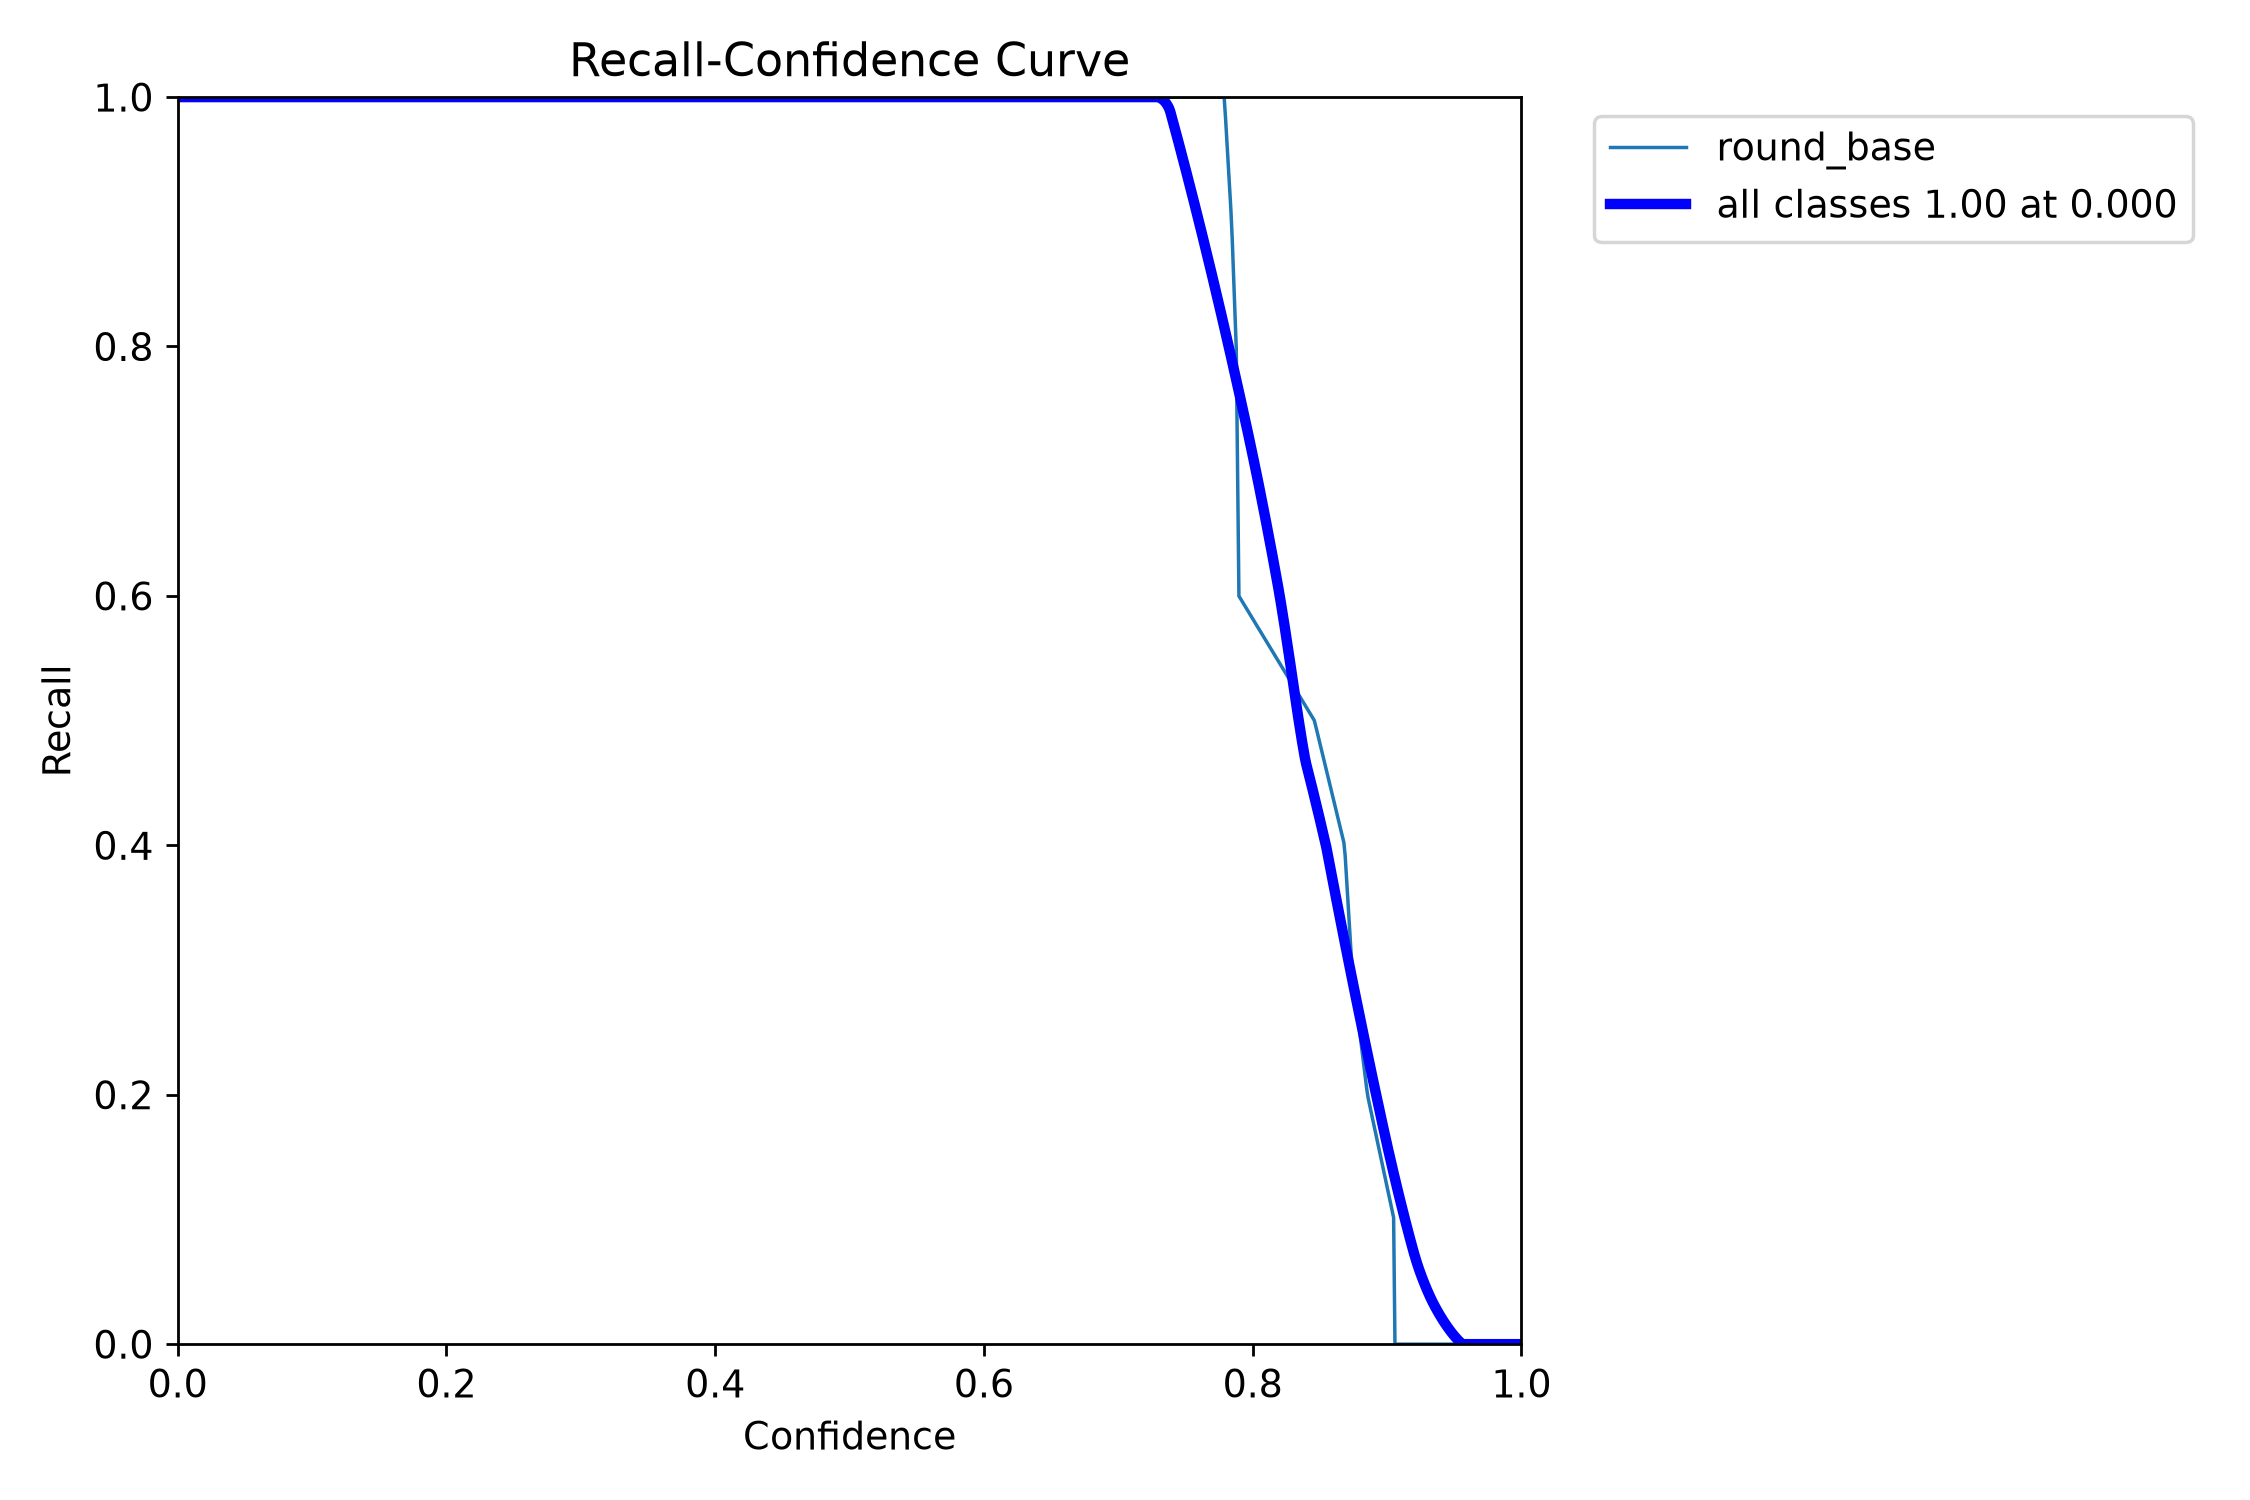 Recall-Confidence Curve
1.0
0.8
0.6
0.4
0.2
0.0
Recall
0.0 0.2 0.4 0.6 0.8 1.0
Confidence
round_base
all classes 1.00 at 0.000